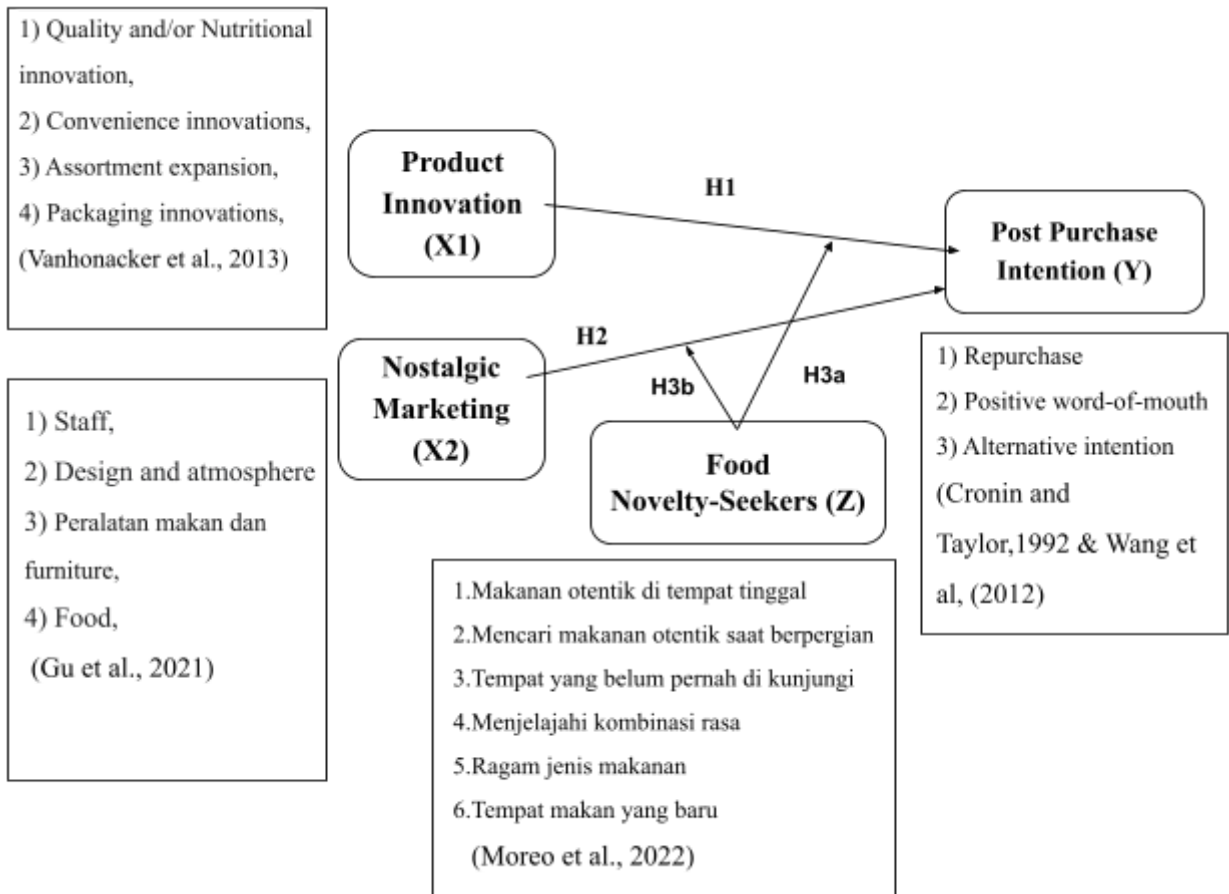 1) Quality and/or Nutritional
innovation,
2) Convenience innovations,
3) Assortment expansion,
4) Packaging innovations,
(Vanhonacker et al., 2013)
Product
Innovation
(X1)
H1
Post Purchase
Intention (Y)
H2
Nostalgic
Marketing
(X2)
H3b
H3a
Food
Novelty-Seekers (Z)
1) Staff,
2) Design and atmosphere
3) Peralatan makan dan
furniture,
4) Food,
(Gu et al., 2021)
1) Repurchase
2) Positive word-of-mouth
3) Alternative intention
(Cronin and
Taylor,1992 & Wang et
al, (2012)
1.Makanan otentik di tempat tinggal
2.Mencari makanan otentik saat berpergian
3.Tempat yang belum pernah di kunjungi
4.Menjelajahi kombinasi rasa
5.Ragam jenis makanan
6.Tempat makan yang baru
(Moreo et al., 2022)